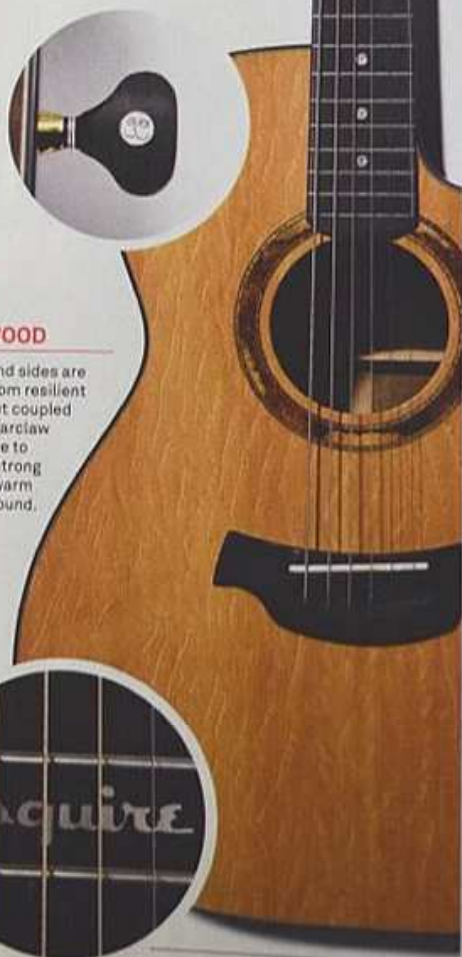 OOD
nd sides are
om resilient
t coupled
arclaw
e to
trong
warm
ound.
quire